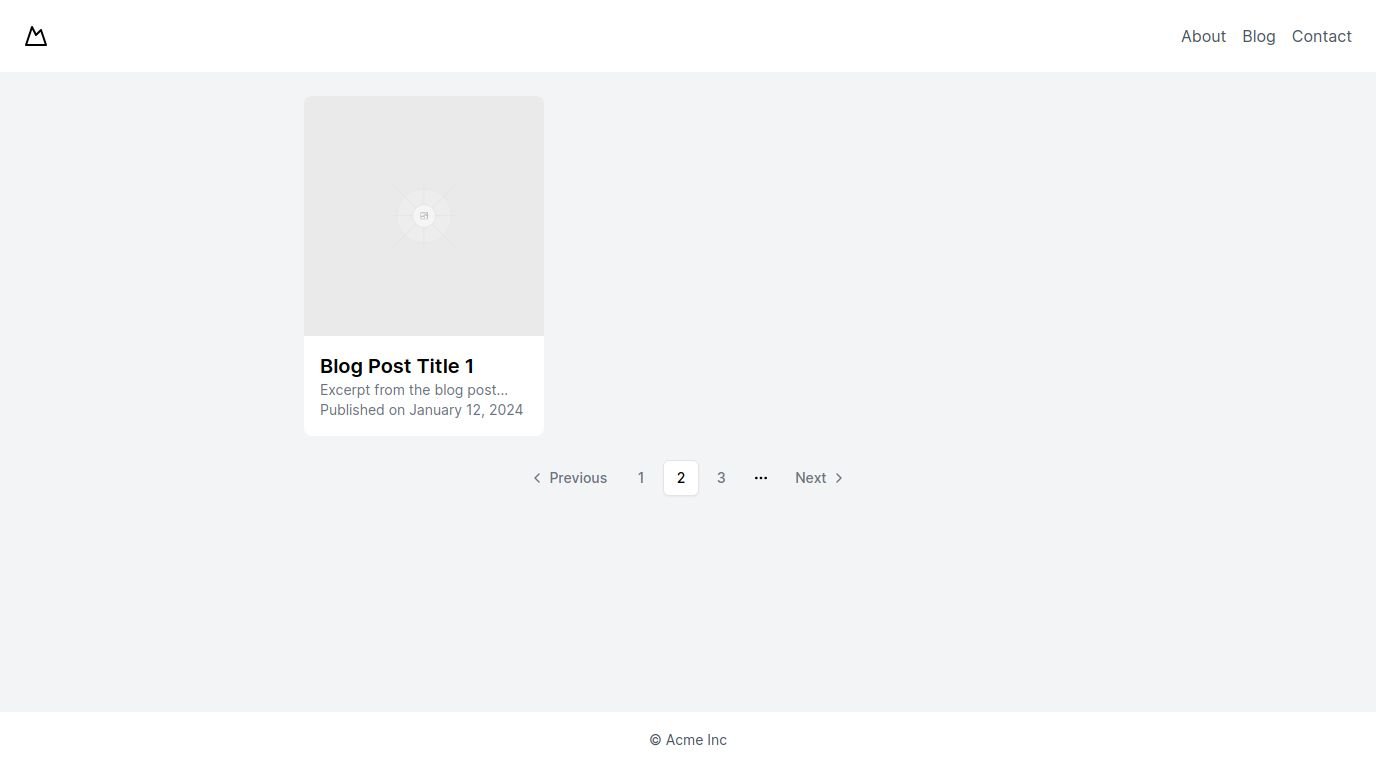 About Blog Contact
Blog Post Title 1
Excerpt from the blog post...
Published on January 12, 2024
Previous 1 2 3 ... Next
© Acme Inc